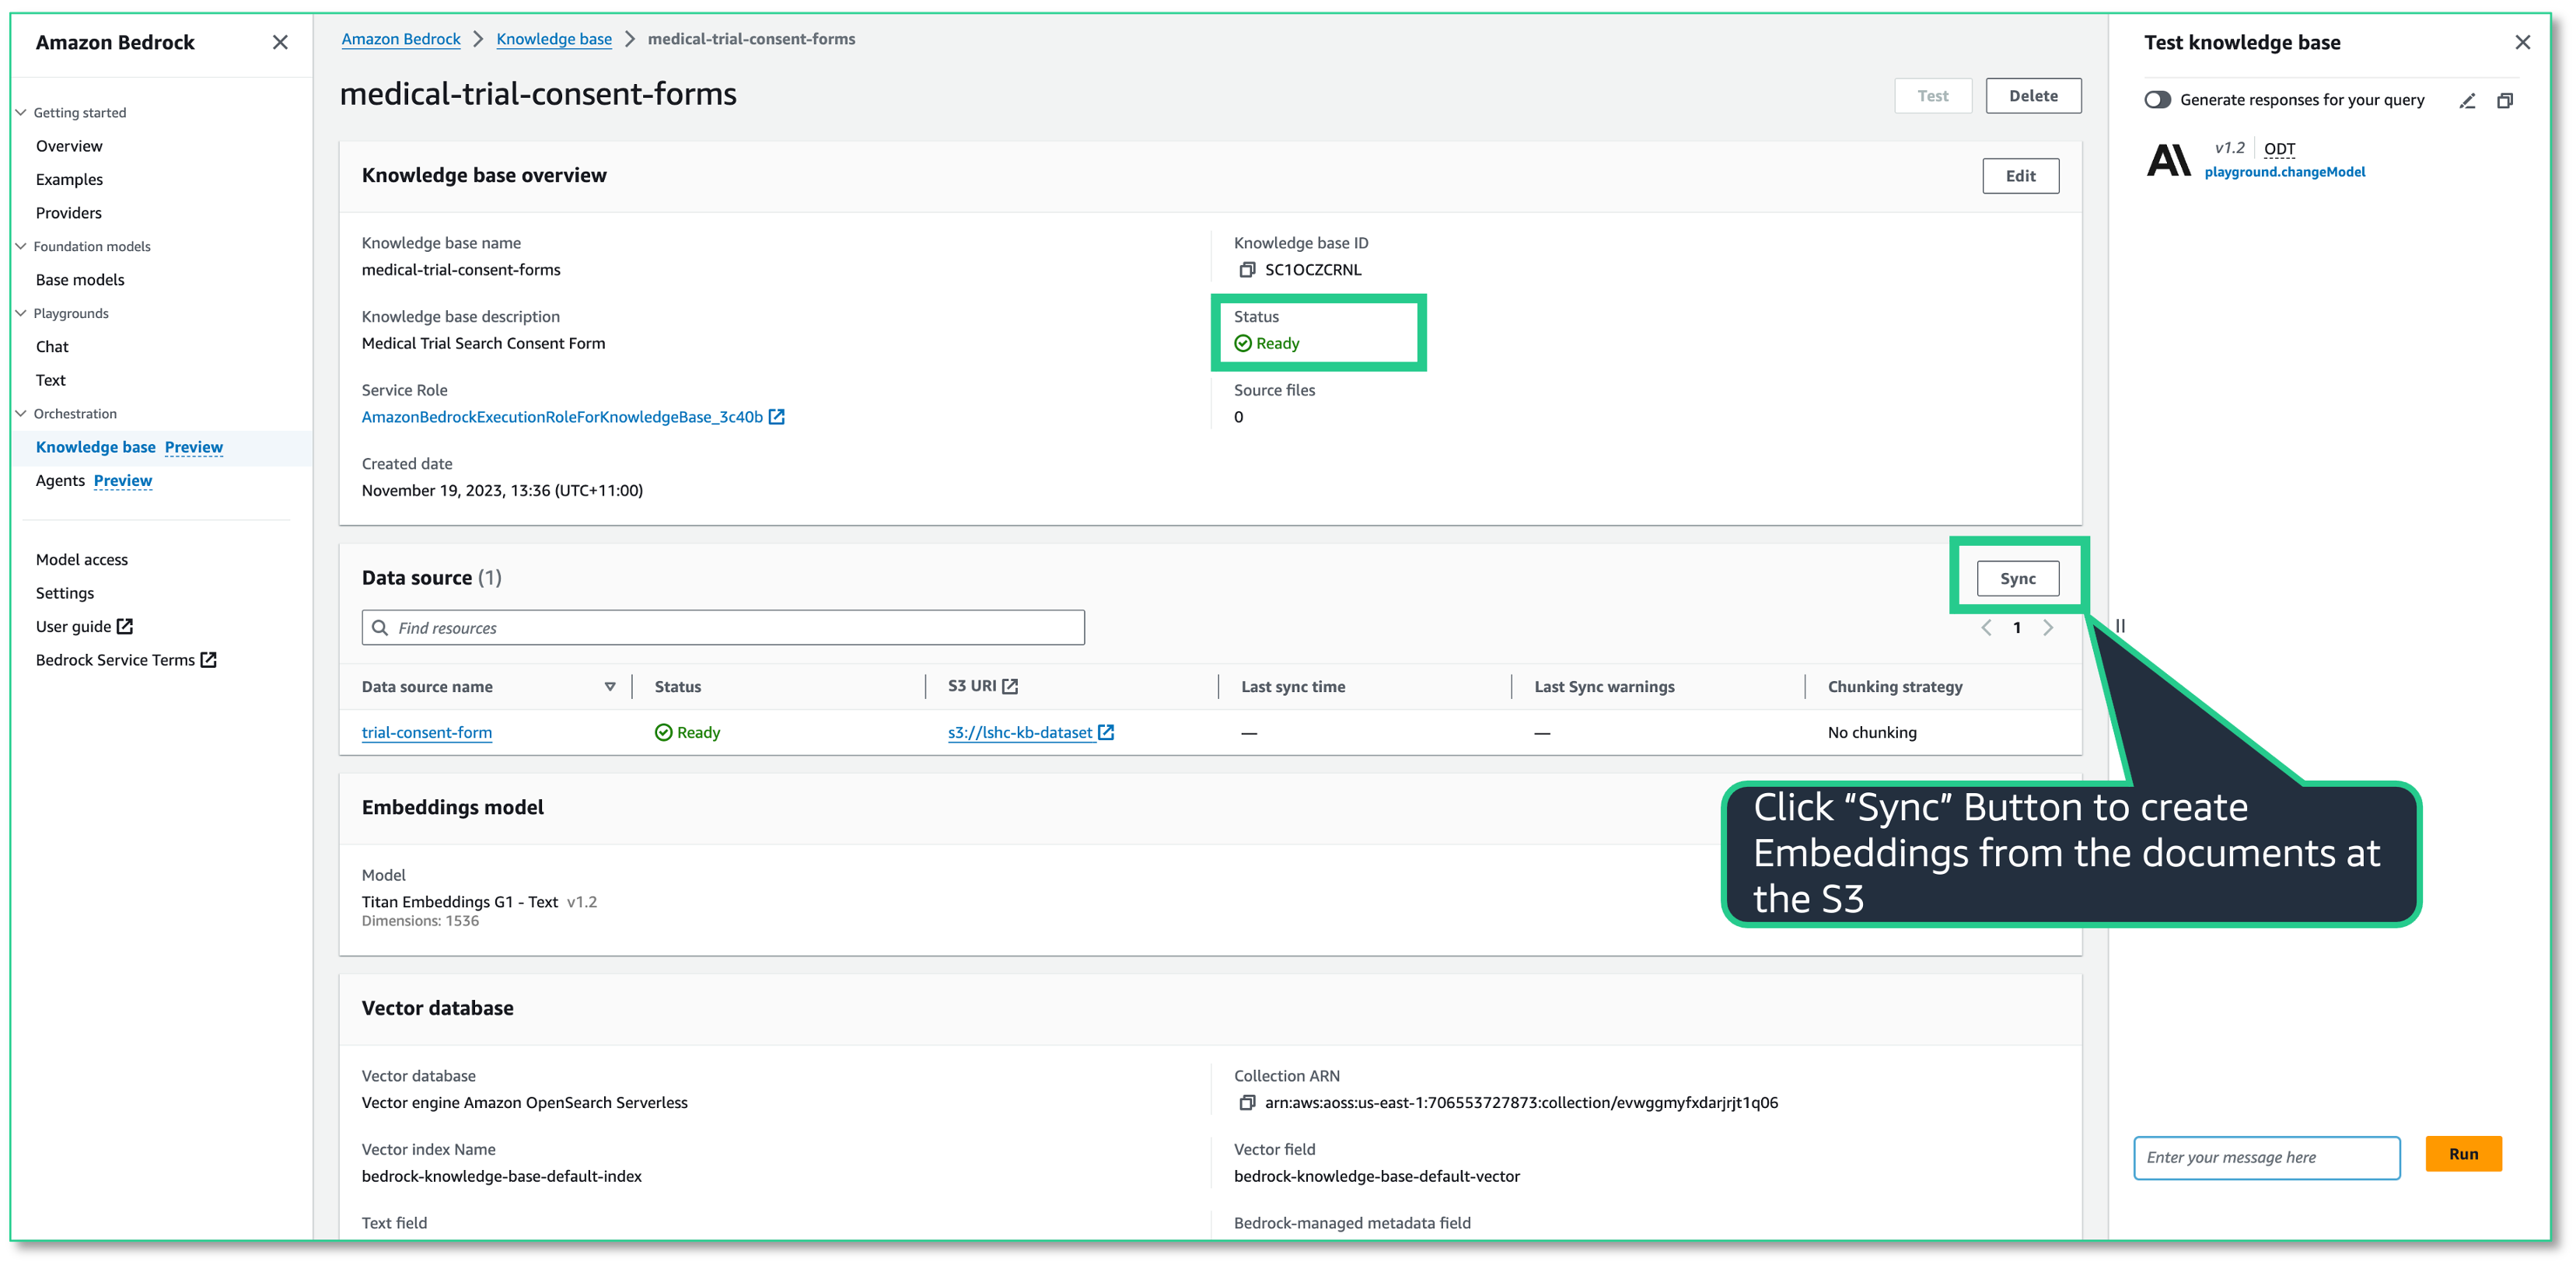 Amazon Bedrock
Getting started
Overview
Examples
Providers
Foundation models
Base models
Playgrounds
Chat
Text
Orchestration
Knowledge base Preview
Agents Preview
Model access
Settings
User guide
Bedrock Service Terms
Amazon Bedrock > Knowledge base > medical-trial-consent-forms
medical-trial-consent-forms
Test
Delete
Knowledge base overview
Edit
Knowledge base name
medical-trial-consent-forms
Knowledge base ID
SC1OCZCRNL
Knowledge base description
Medical Trial Search Consent Form
Status
Ready
Service Role
AmazonBedrockExecutionRoleForKnowledgeBase_3c40b
Source files
0
Created date
November 19, 2023, 13:36 (UTC+11:00)
Data source (1)
Sync
Find resources
1
Data source name Status S3 URI Last sync time Last Sync warnings Chunking strategy
trial-consent-form Ready s3://lshc-kb-dataset — — No chunking
Click “Sync” Button to create
Embeddings from the documents at
the S3
Embeddings model
Model
Titan Embeddings G1 - Text v1.2
Dimensions: 1536
Vector database
Vector database
Vector engine Amazon OpenSearch Serverless
Collection ARN
arn:aws:aoss:us-east-1:706553727873:collection/evwggmyfxdarjrjt1q06
Vector index Name
bedrock-knowledge-base-default-index
Vector field
bedrock-knowledge-base-default-vector
Text field
Bedrock-managed metadata field
Test knowledge base
Generate responses for your query
v1.2 ODT
playground.changeModel
Enter your message here
Run